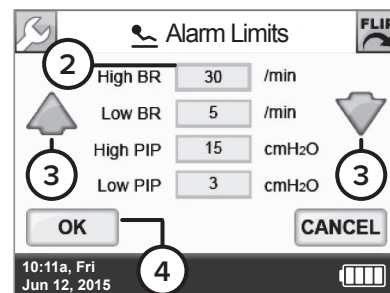 Alarm Limits
FLIP
2
High BR 30 /min
Low BR 5 /min
3
High PIP 15 cmH2O
3
Low PIP 3 cmH2O
OK
CANCEL
4
10:11a, Fri
Jun 12, 2015